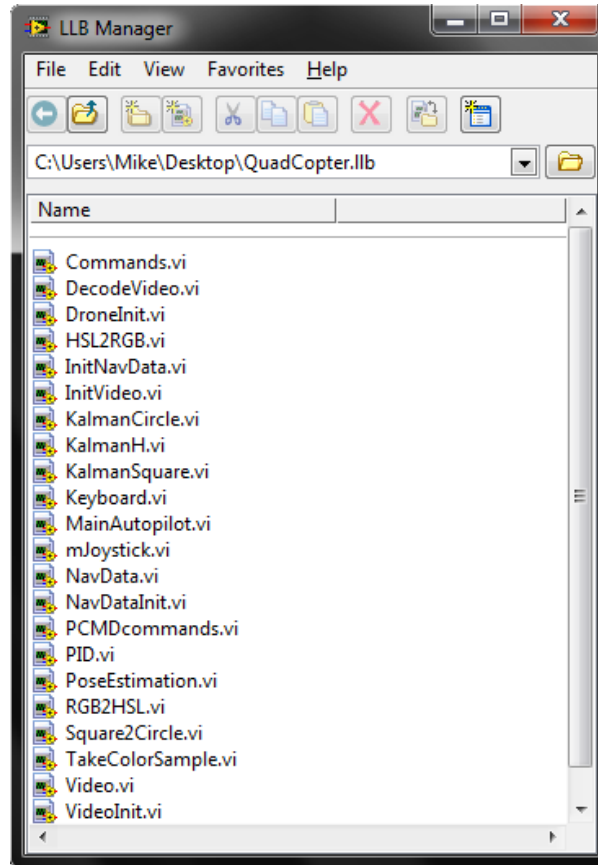 LLB Manager
File Edit View Favorites Help
C:\Users\Mike\Desktop\QuadCopter.llb
Name
Commands.vi
DecodeVideo.vi
DroneInit.vi
HSL2RGB.vi
InitNavData.vi
InitVideo.vi
KalmanCircle.vi
KalmanH.vi
KalmanSquare.vi
Keyboard.vi
MainAutopilot.vi
mJoystick.vi
NavData.vi
NavDataInit.vi
PCMDcommands.vi
PID.vi
PoseEstimation.vi
RGB2HSL.vi
Square2Circle.vi
TakeColorSample.vi
Video.vi
VideoInit.vi